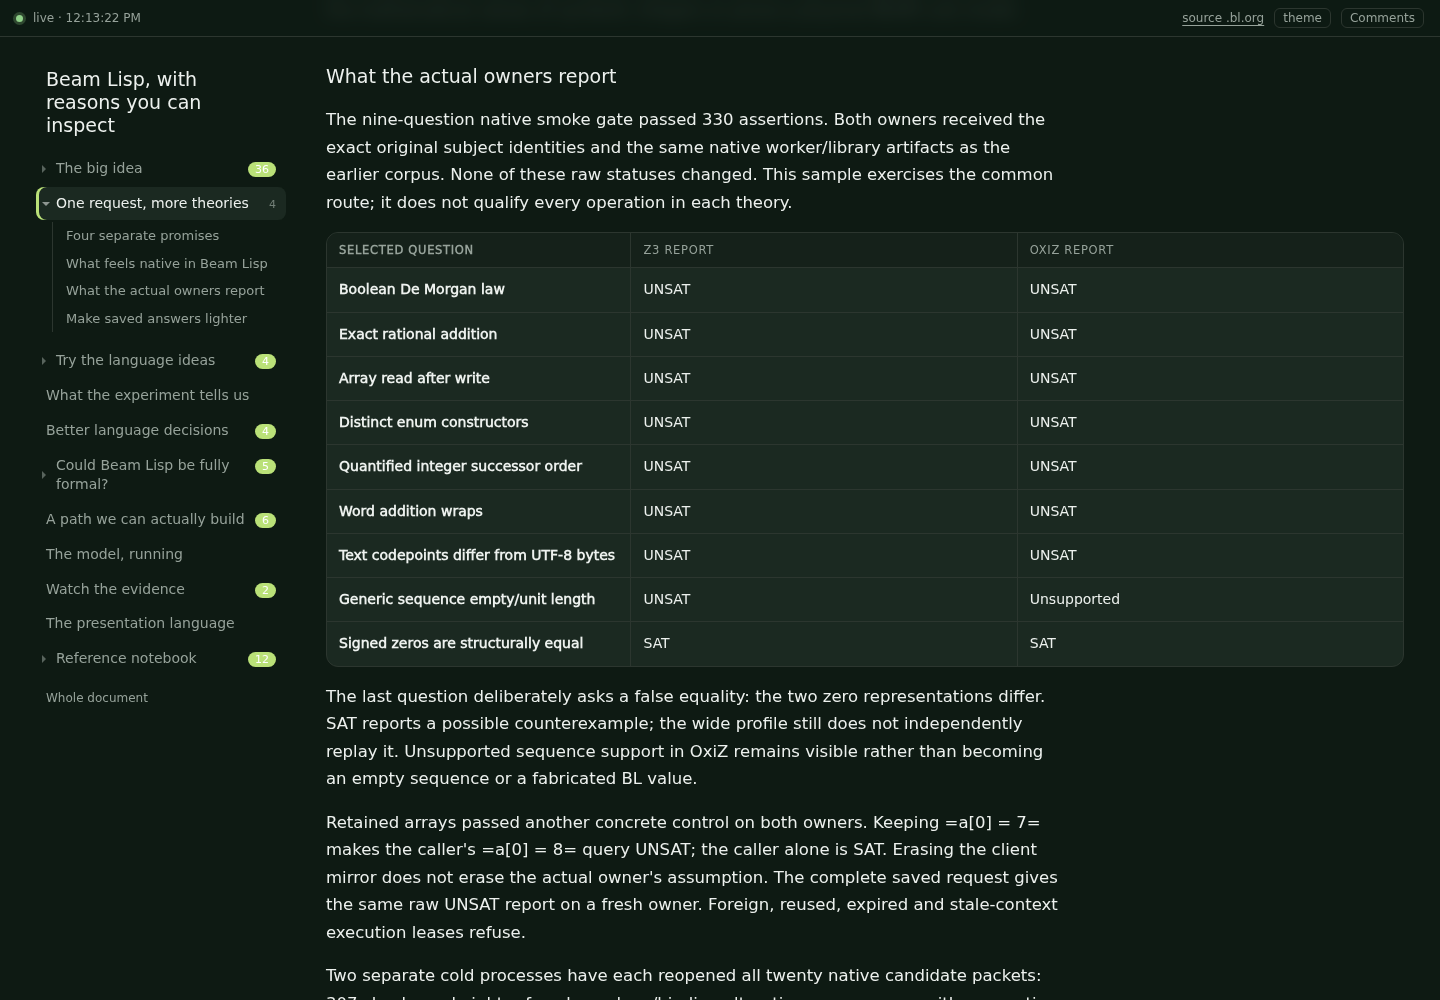 live · 12:13:22 PM
source .bl.org
theme
Comments
Beam Lisp, with
reasons you can
inspect
The big idea 36
One request, more theories 4
Four separate promises
What feels native in Beam Lisp
What the actual owners report
Make saved answers lighter
Try the language ideas 4
What the experiment tells us
Better language decisions 4
Could Beam Lisp be fully 5
formal?
A path we can actually build 6
The model, running
Watch the evidence 2
The presentation language
Reference notebook 12
Whole document
What the actual owners report
The nine-question native smoke gate passed 330 assertions. Both owners received the
exact original subject identities and the same native worker/library artifacts as the
earlier corpus. None of these raw statuses changed. This sample exercises the common
route; it does not qualify every operation in each theory.
SELECTED QUESTION Z3 REPORT OXIZ REPORT
Boolean De Morgan law UNSAT UNSAT
Exact rational addition UNSAT UNSAT
Array read after write UNSAT UNSAT
Distinct enum constructors UNSAT UNSAT
Quantified integer successor order UNSAT UNSAT
Word addition wraps UNSAT UNSAT
Text codepoints differ from UTF-8 bytes UNSAT UNSAT
Generic sequence empty/unit length UNSAT Unsupported
Signed zeros are structurally equal SAT SAT
The last question deliberately asks a false equality: the two zero representations differ.
SAT reports a possible counterexample; the wide profile still does not independently
replay it. Unsupported sequence support in OxiZ remains visible rather than becoming
an empty sequence or a fabricated BL value.
Retained arrays passed another concrete control on both owners. Keeping =a[0] = 7=
makes the caller's =a[0] = 8= query UNSAT; the caller alone is SAT. Erasing the client
mirror does not erase the actual owner's assumption. The complete saved request gives
the same raw UNSAT report on a fresh owner. Foreign, reused, expired and stale-context
execution leases refuse.
Two separate cold processes have each reopened all twenty native candidate packets: